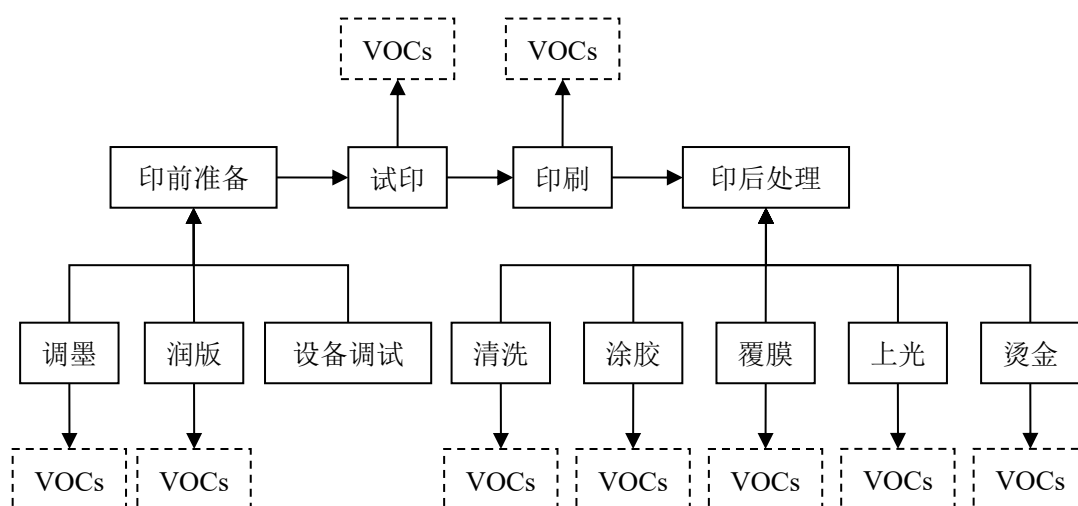 VOCs
VOCs
印前准备
试印
印刷
印后处理
调墨
润版
设备调试
清洗
涂胶
覆膜
上光
烫金
VOCs
VOCs
VOCs
VOCs
VOCs
VOCs
VOCs